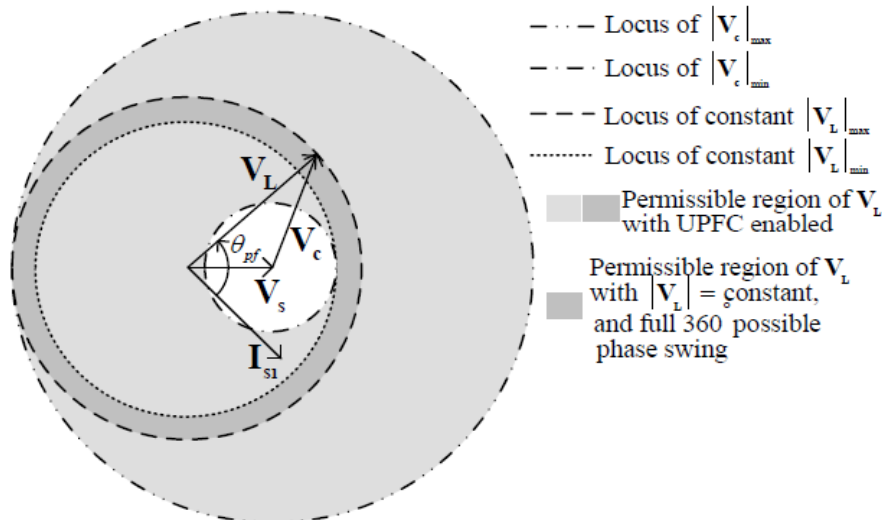 Locus of |V_c|_max
Locus of |V_c|_min
Locus of constant |V_L|_max
Locus of constant |V_L|_min
Permissible region of V_L
with UPFC enabled
Permissible region of V_L
with |V_L| = constant,
and full 360° possible
phase swing
V_L
θ_pf
V_c
V_s
I_s1